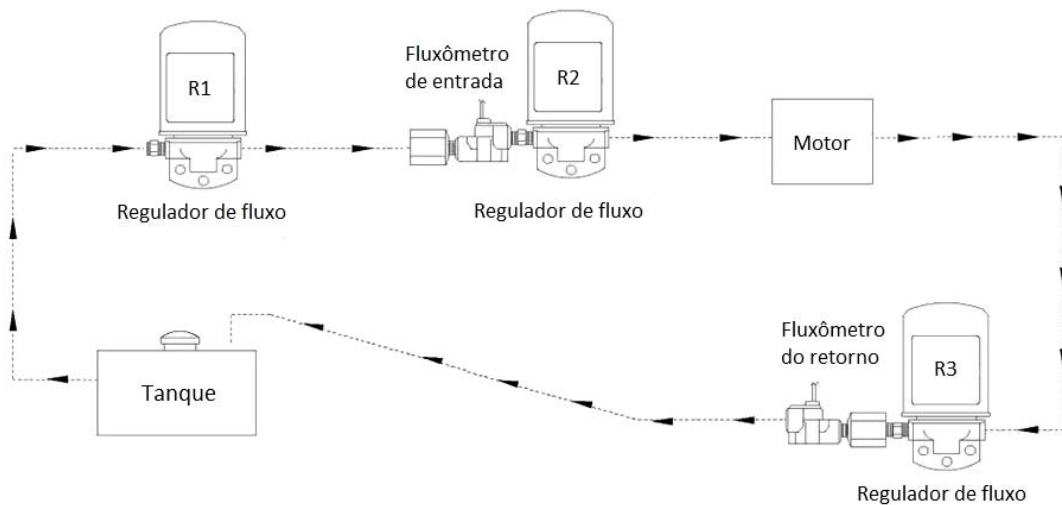 R1
Regulador de fluxo
Fluxômetro
de entrada
R2
Regulador de fluxo
Motor
Tanque
Fluxômetro
do retorno
R3
Regulador de fluxo